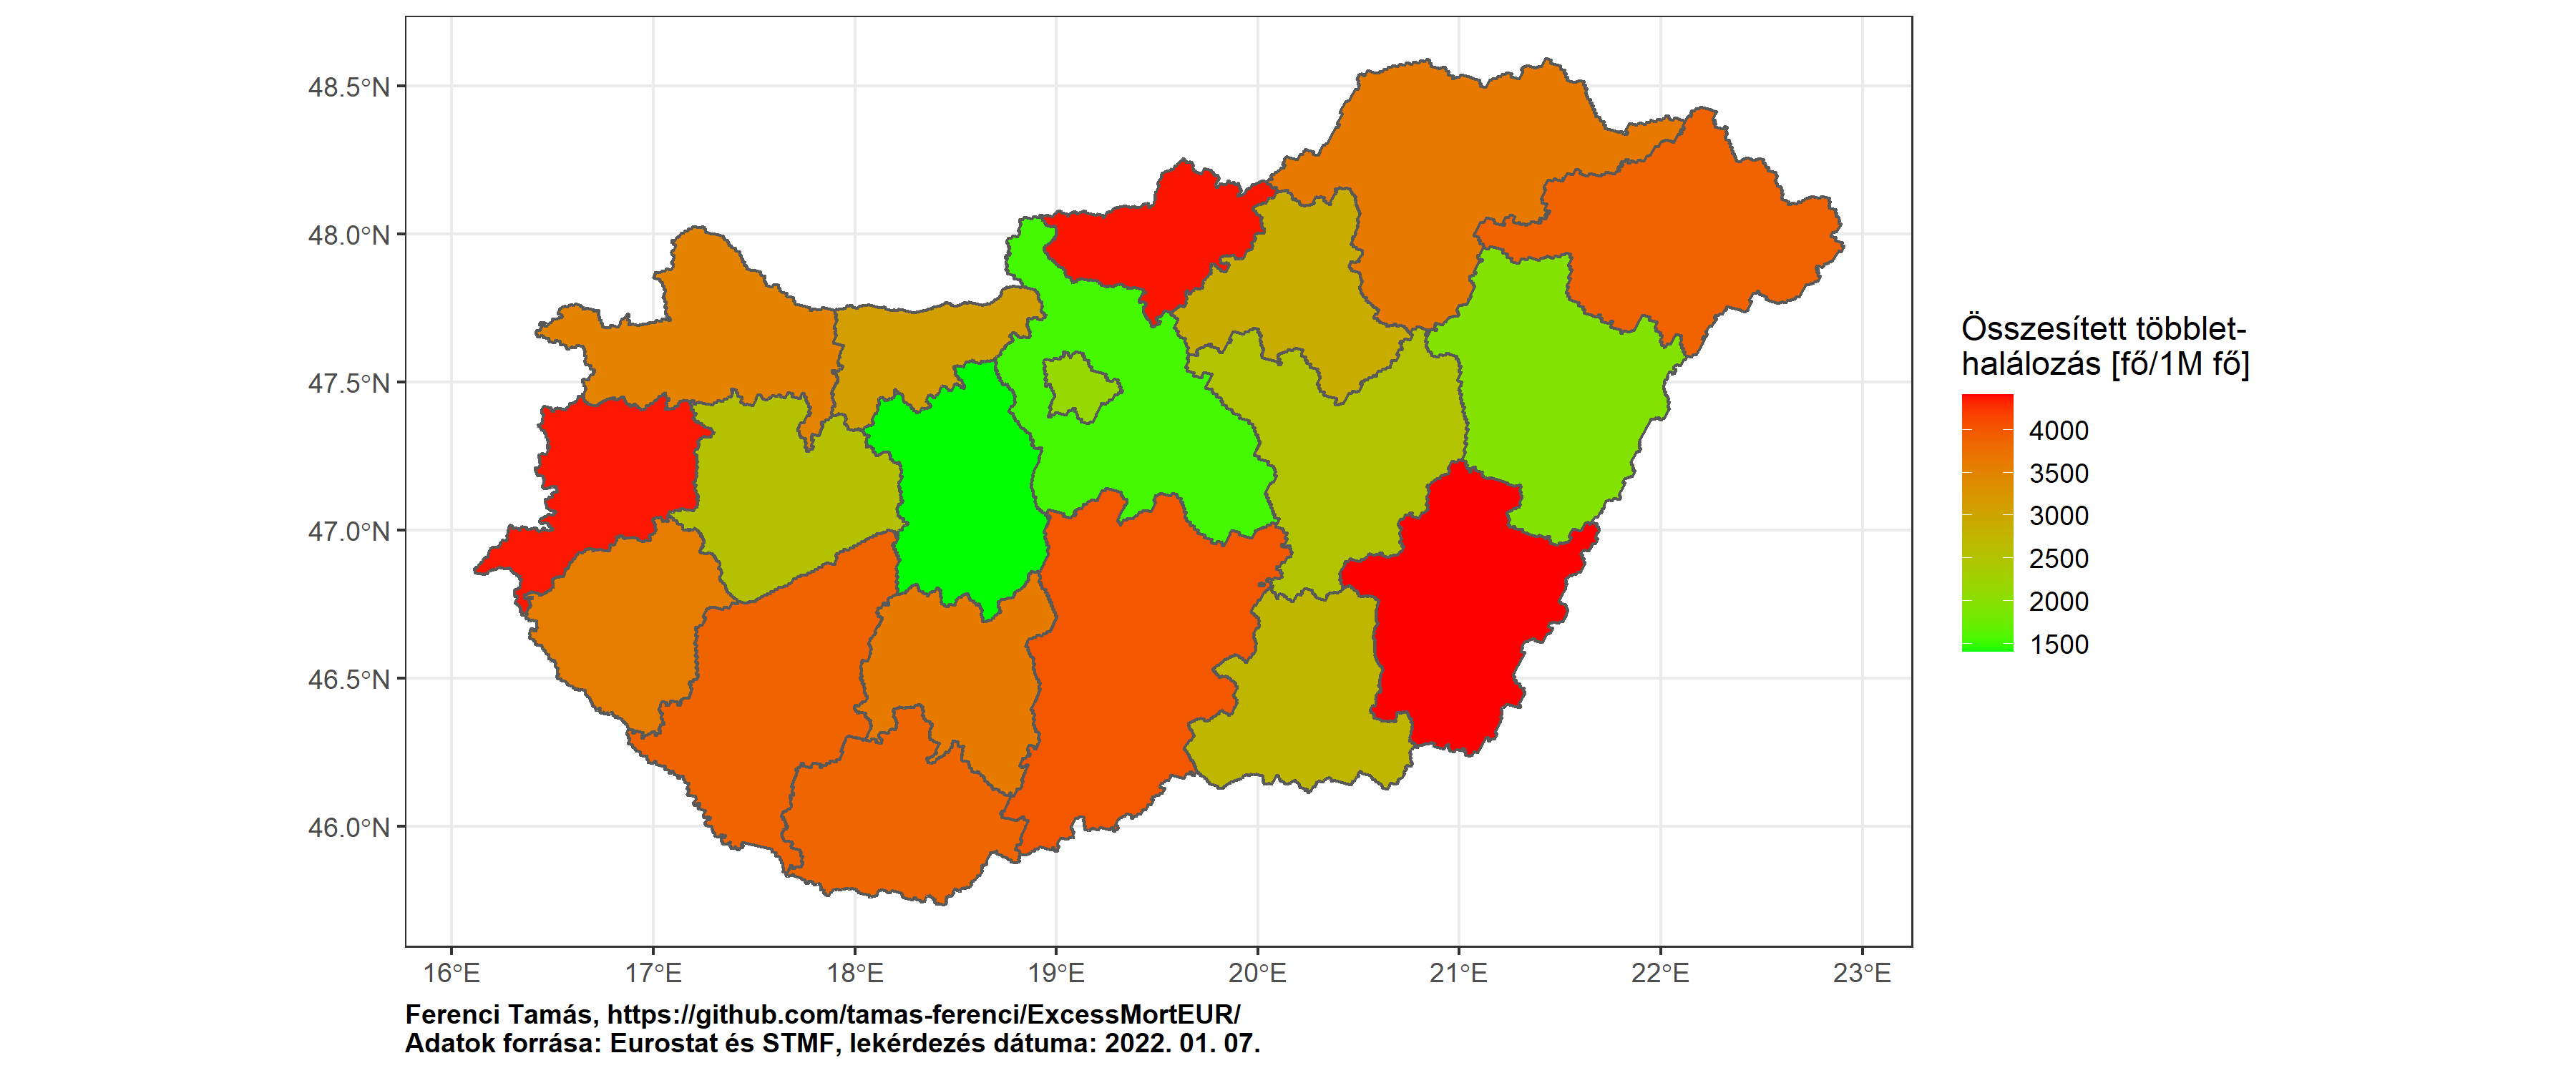 48.5°N
48.0°N
47.5°N
47.0°N
46.5°N
46.0°N
16°E
17°E
18°E
19°E
20°E
21°E
22°E
23°E
Összesített többlet-
halálozás [fő/1M fő]
4000
3500
3000
2500
2000
1500
Ferenci Tamás, https://github.com/tamas-ferenci/ExcessMortEUR/
Adatok forrása: Eurostat és STMF, lekérdezés dátuma: 2022. 01. 07.